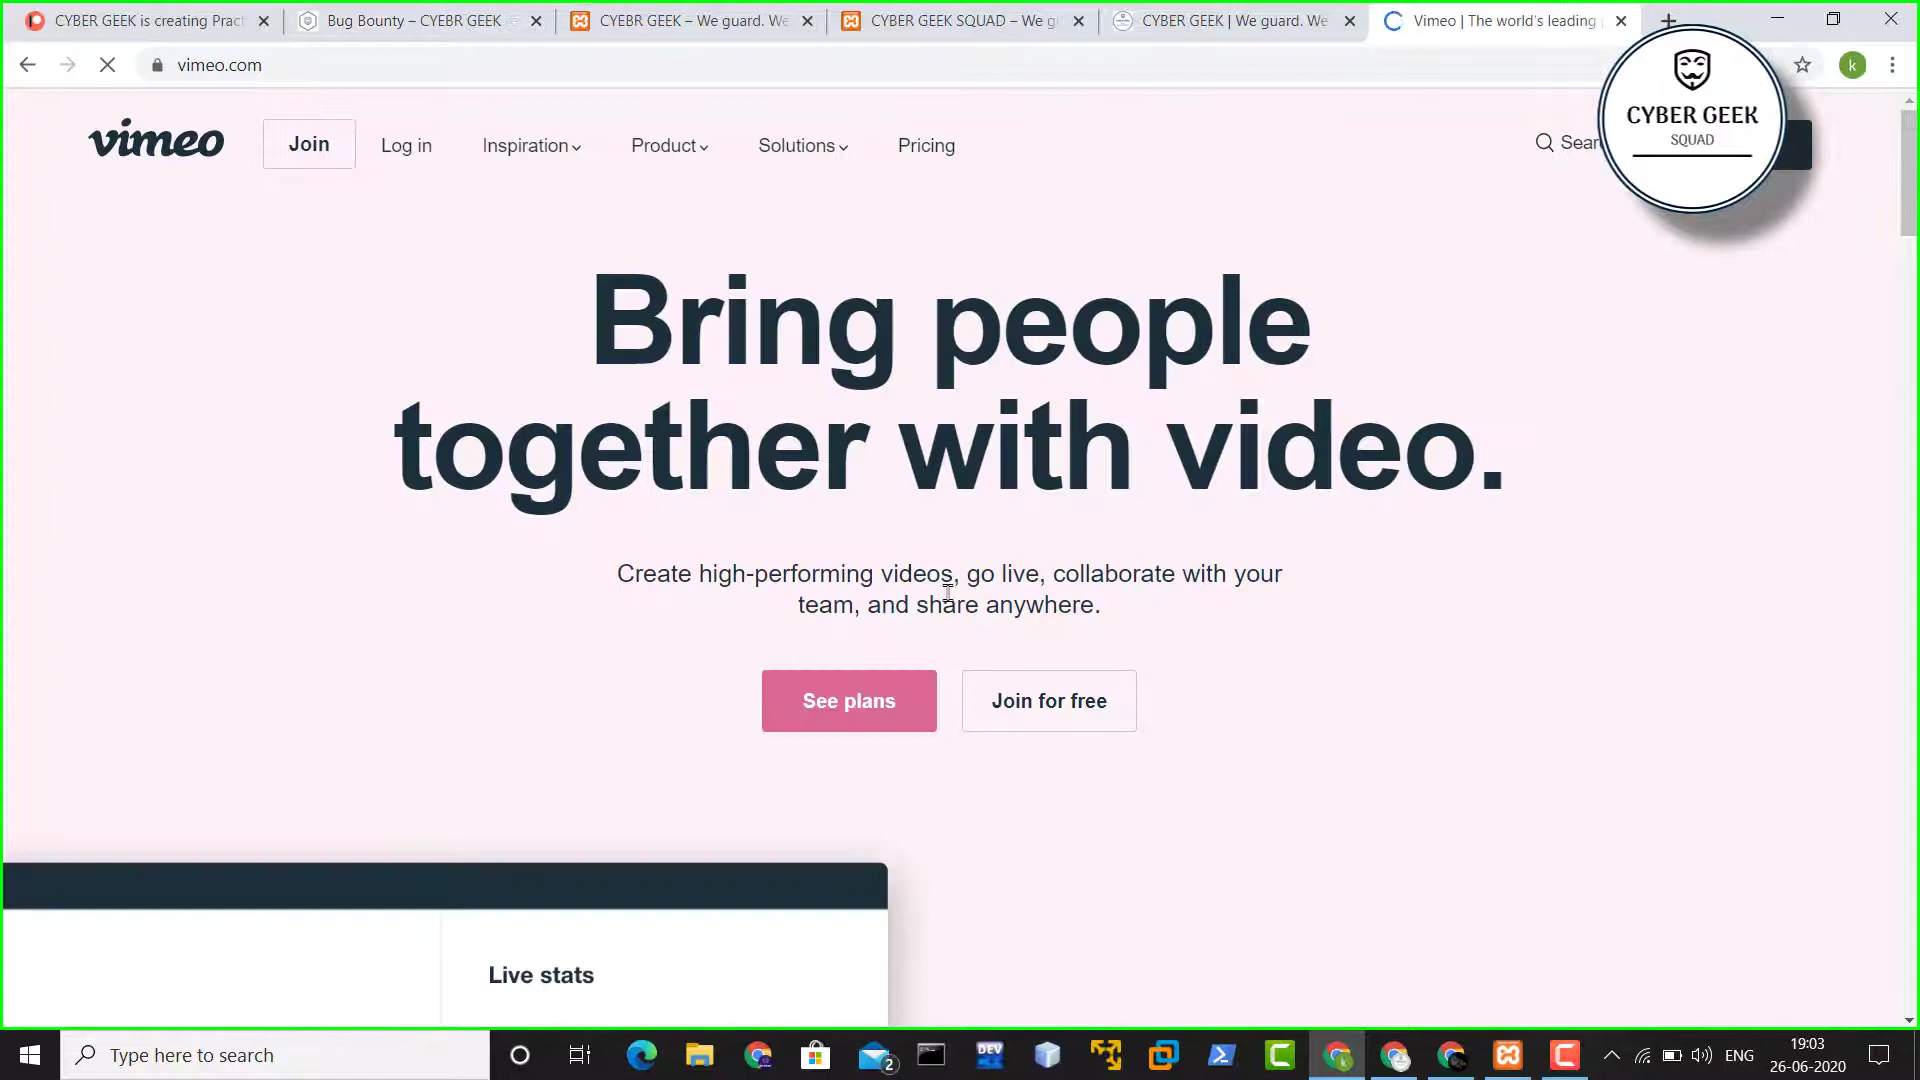 CYBER GEEK is creating Pract
Bug Bounty – CYEBR GEEK
CYEBR GEEK – We guard. We
CYBER GEEK SQUAD – We g
CYBER GEEK | We guard. We
Vimeo | The world's leading
vimeo.com
k
vimeo
Join
Log in
Inspiration
Product
Solutions
Pricing
Sear
CYBER GEEK
SQUAD
Bring people
together with video.
Create high-performing videos, go live, collaborate with your
team, and share anywhere.
See plans
Join for free
Live stats
Type here to search
2
DEV
ENG
19:03
26-06-2020